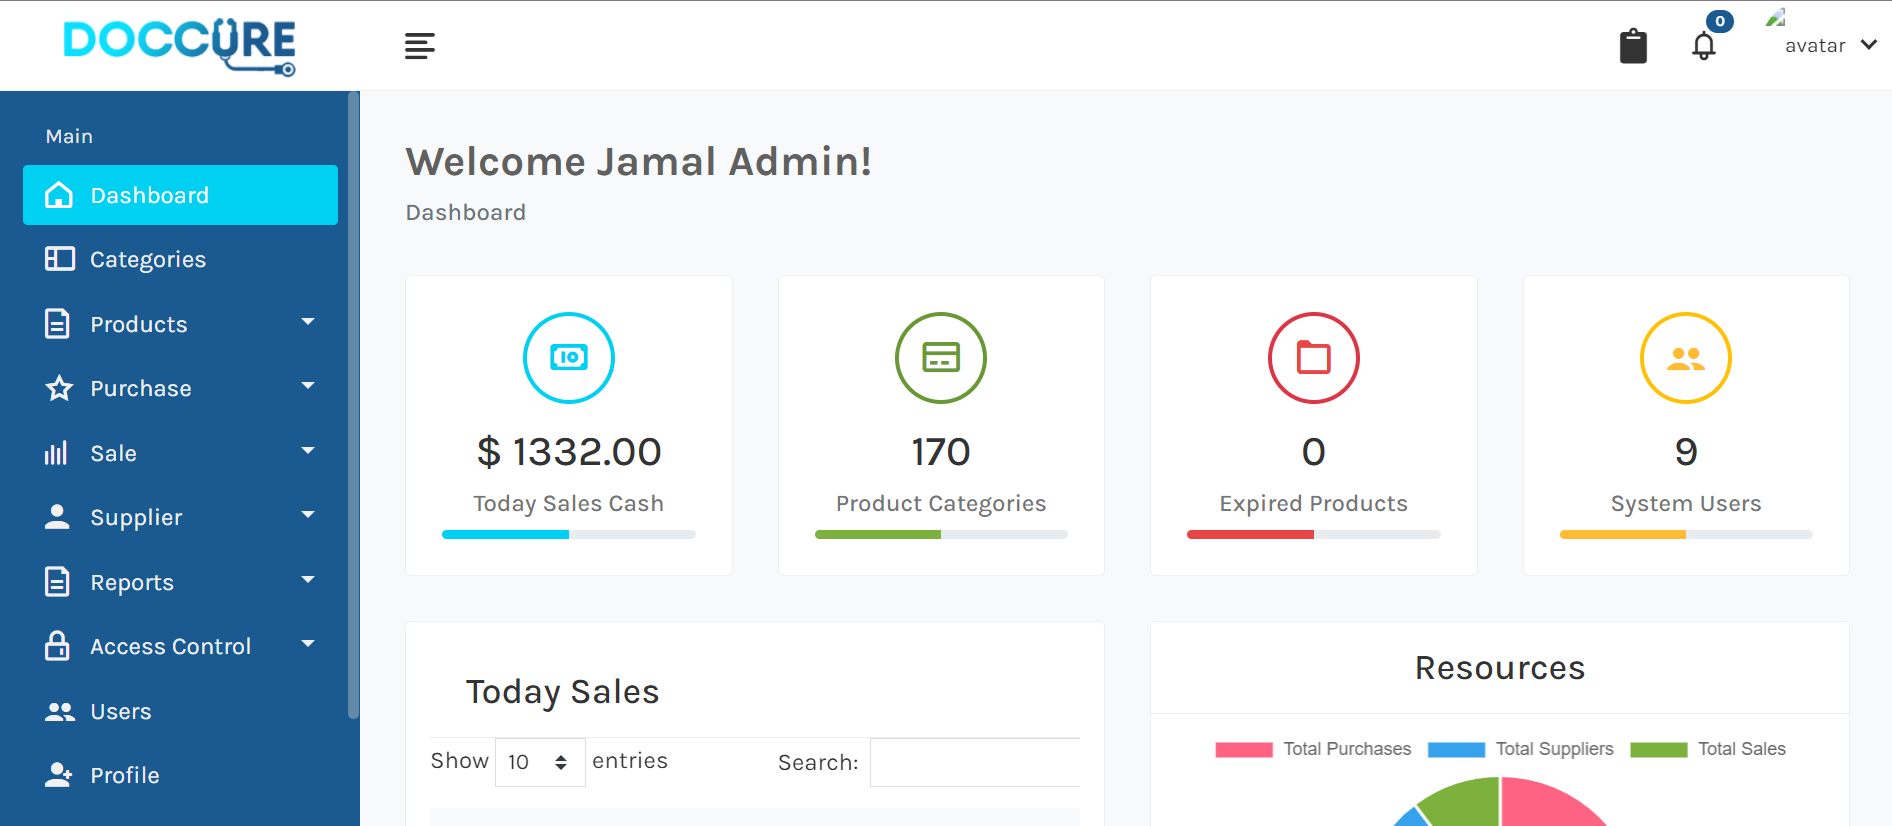 DOCCURE
0
avatar
Main
Dashboard
Categories
Products
Purchase
Sale
Supplier
Reports
Access Control
Users
Profile
Welcome Jamal Admin!
Dashboard
$ 1332.00
Today Sales Cash
170
Product Categories
0
Expired Products
9
System Users
Today Sales
Show 10 entries
Search:
Resources
Total Purchases Total Suppliers Total Sales